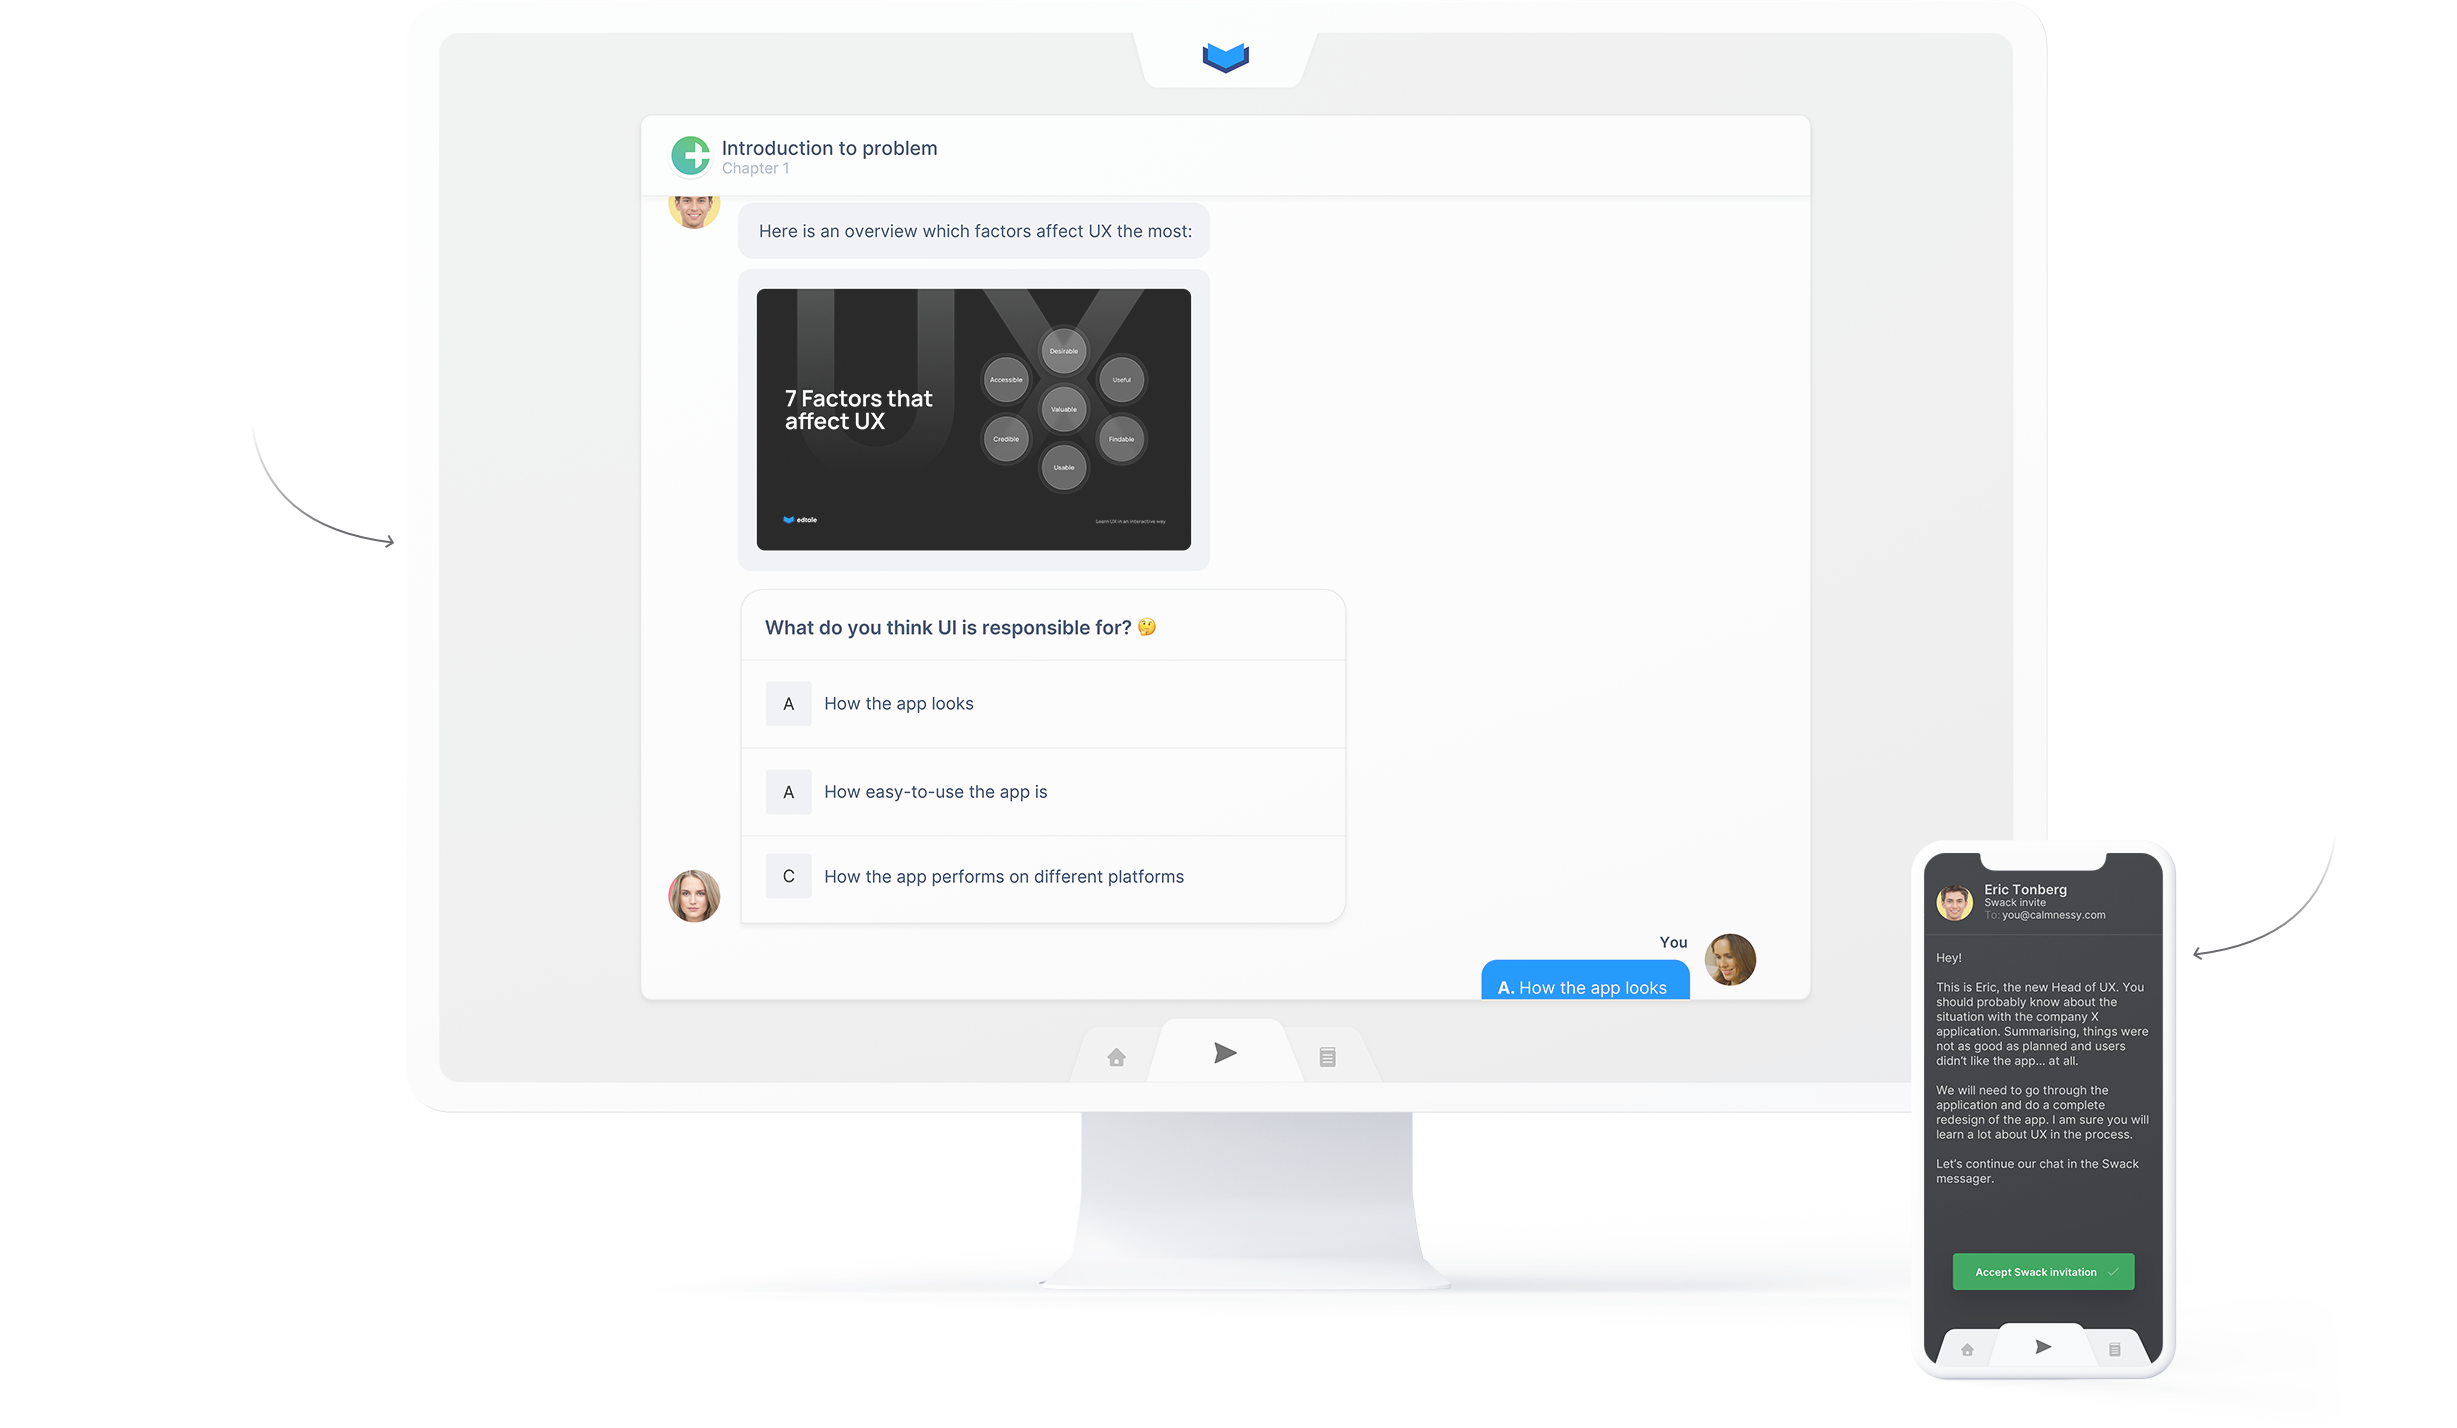 Introduction to problem
Chapter 1
Here is an overview which factors affect UX the most:
7 Factors that
affect UX
Desirable
Accessible
Useful
Valuable
Credible
Findable
Usable
edtale
Learn UX in an interactive way
What do you think UI is responsible for? 🤔
A How the app looks
A How easy-to-use the app is
C How the app performs on different platforms
You
A. How the app looks
Eric Tonberg
Swack invite
To: you@calmnessy.com
Hey!
This is Eric, the new Head of UX. You
should probably know about the
situation with the company X
application. Summarising, things were
not as good as planned and users
didn't like the app... at all.
We will need to go through the
application and do a complete
redesign of the app. I am sure you will
learn a lot about UX in the process.
Let's continue our chat in the Swack
messager.
Accept Swack invitation